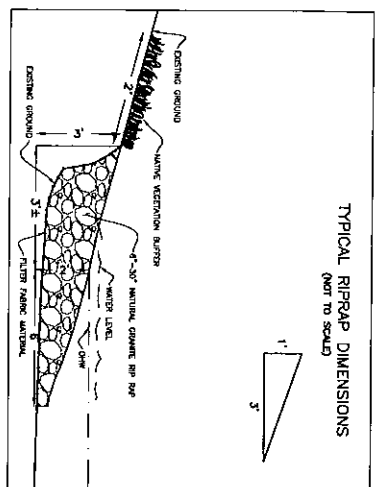 TYPICAL RIPRAP DIMENSIONS
(NOT TO SCALE)
1'
3'
EXISTING GROUND
NATIVE VEGETATION BUFFER
2'
6"-30" NATURAL GRANITE RIP RAP
WATER LEVEL
OHW
3'
2'
EXISTING GROUND
3'±
6'
FILTER FABRIC MATERIAL